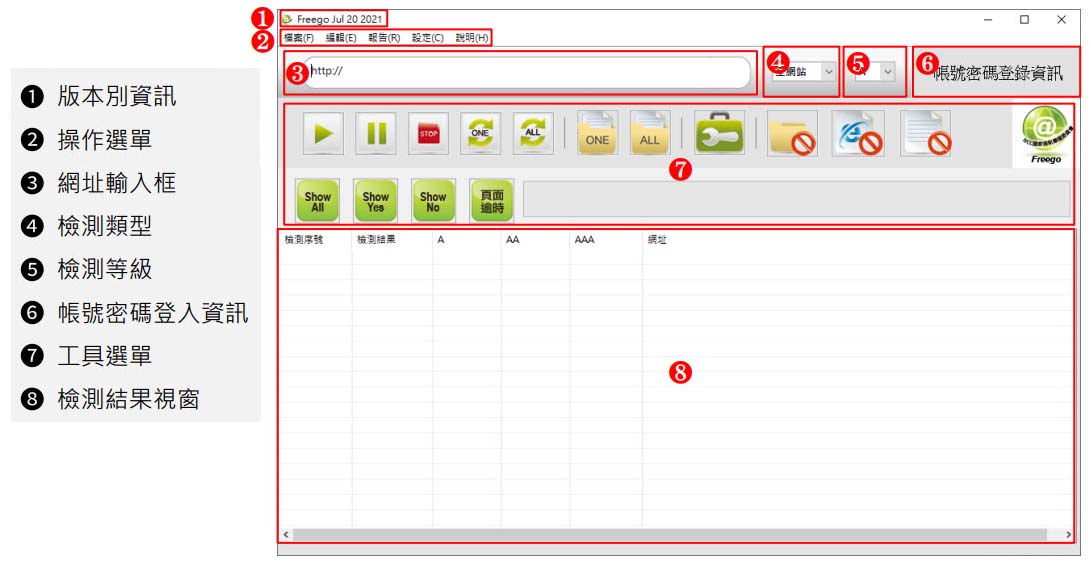 ❶ 版本別資訊
❷ 操作選單
❸ 網址輸入框
❹ 檢測類型
❺ 檢測等級
❻ 帳號密碼登入資訊
❼ 工具選單
❽ 檢測結果視窗
❶ Freego Jul 20 2021
❷ 檔案(F) 編輯(E) 報告(R) 設定(C) 說明(H)
❸ http://
❹ 全網站
❺
❻ 帳號密碼登錄資訊
STOP ONE ALL ONE ALL
Freego
❼
Show All
Show Yes
Show No
頁面逾時
檢測序號 檢測結果 A AA AAA 網址
❽